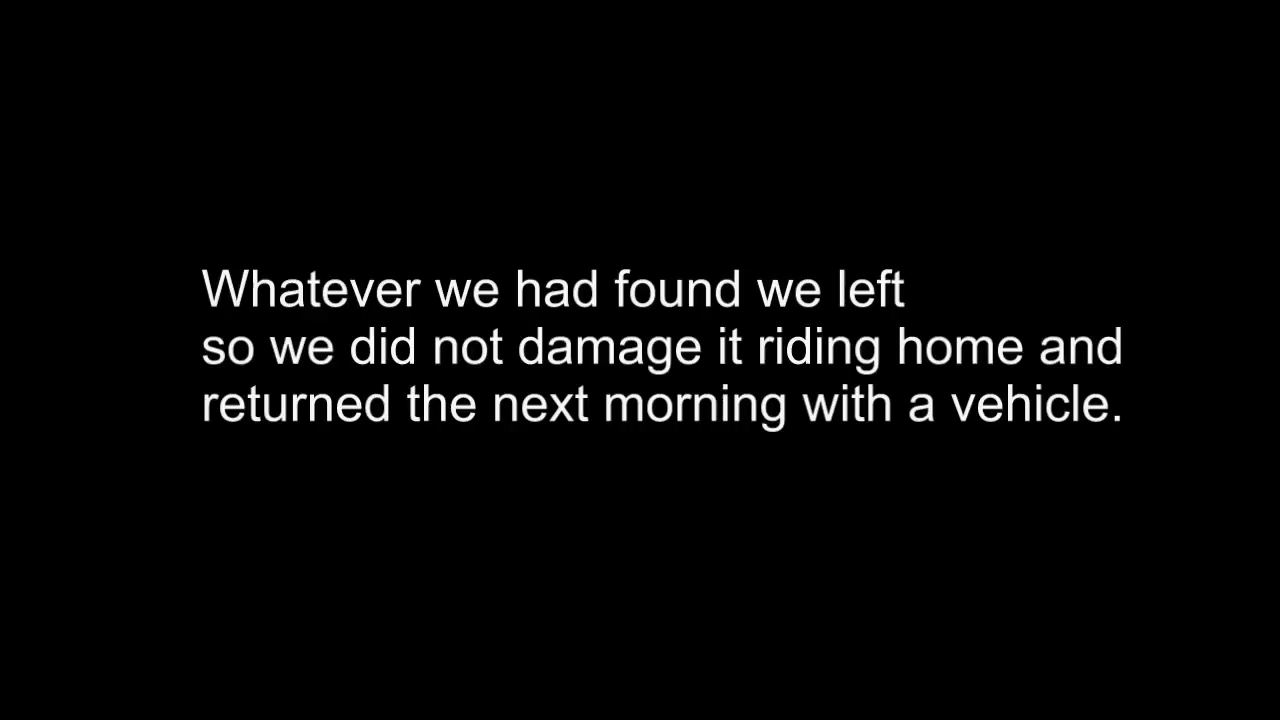 Whatever we had found we left
so we did not damage it riding home and
returned the next morning with a vehicle.